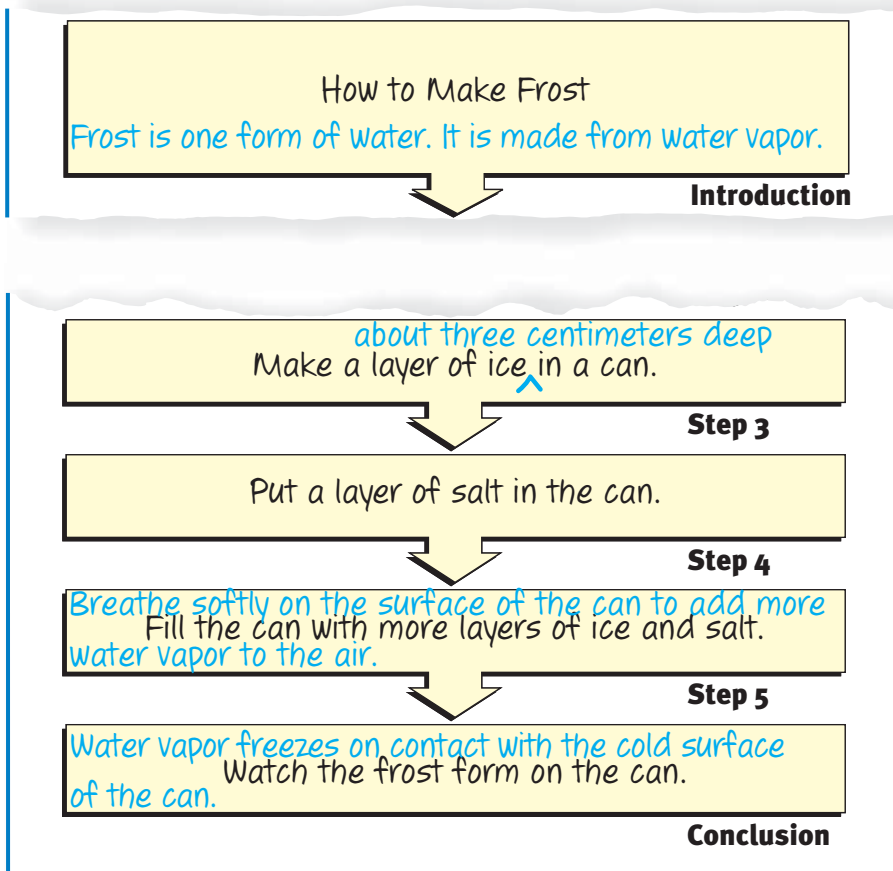 How to Make Frost
Frost is one form of water. It is made from water vapor.
Introduction
about three centimeters deep
Make a layer of ice ^ in a can.
Step 3
Put a layer of salt in the can.
Step 4
Breathe softly on the surface of the can to add more
Fill the can with more layers of ice and salt.
water vapor to the air.
Step 5
Water vapor freezes on contact with the cold surface
Watch the frost form on the can.
of the can.
Conclusion